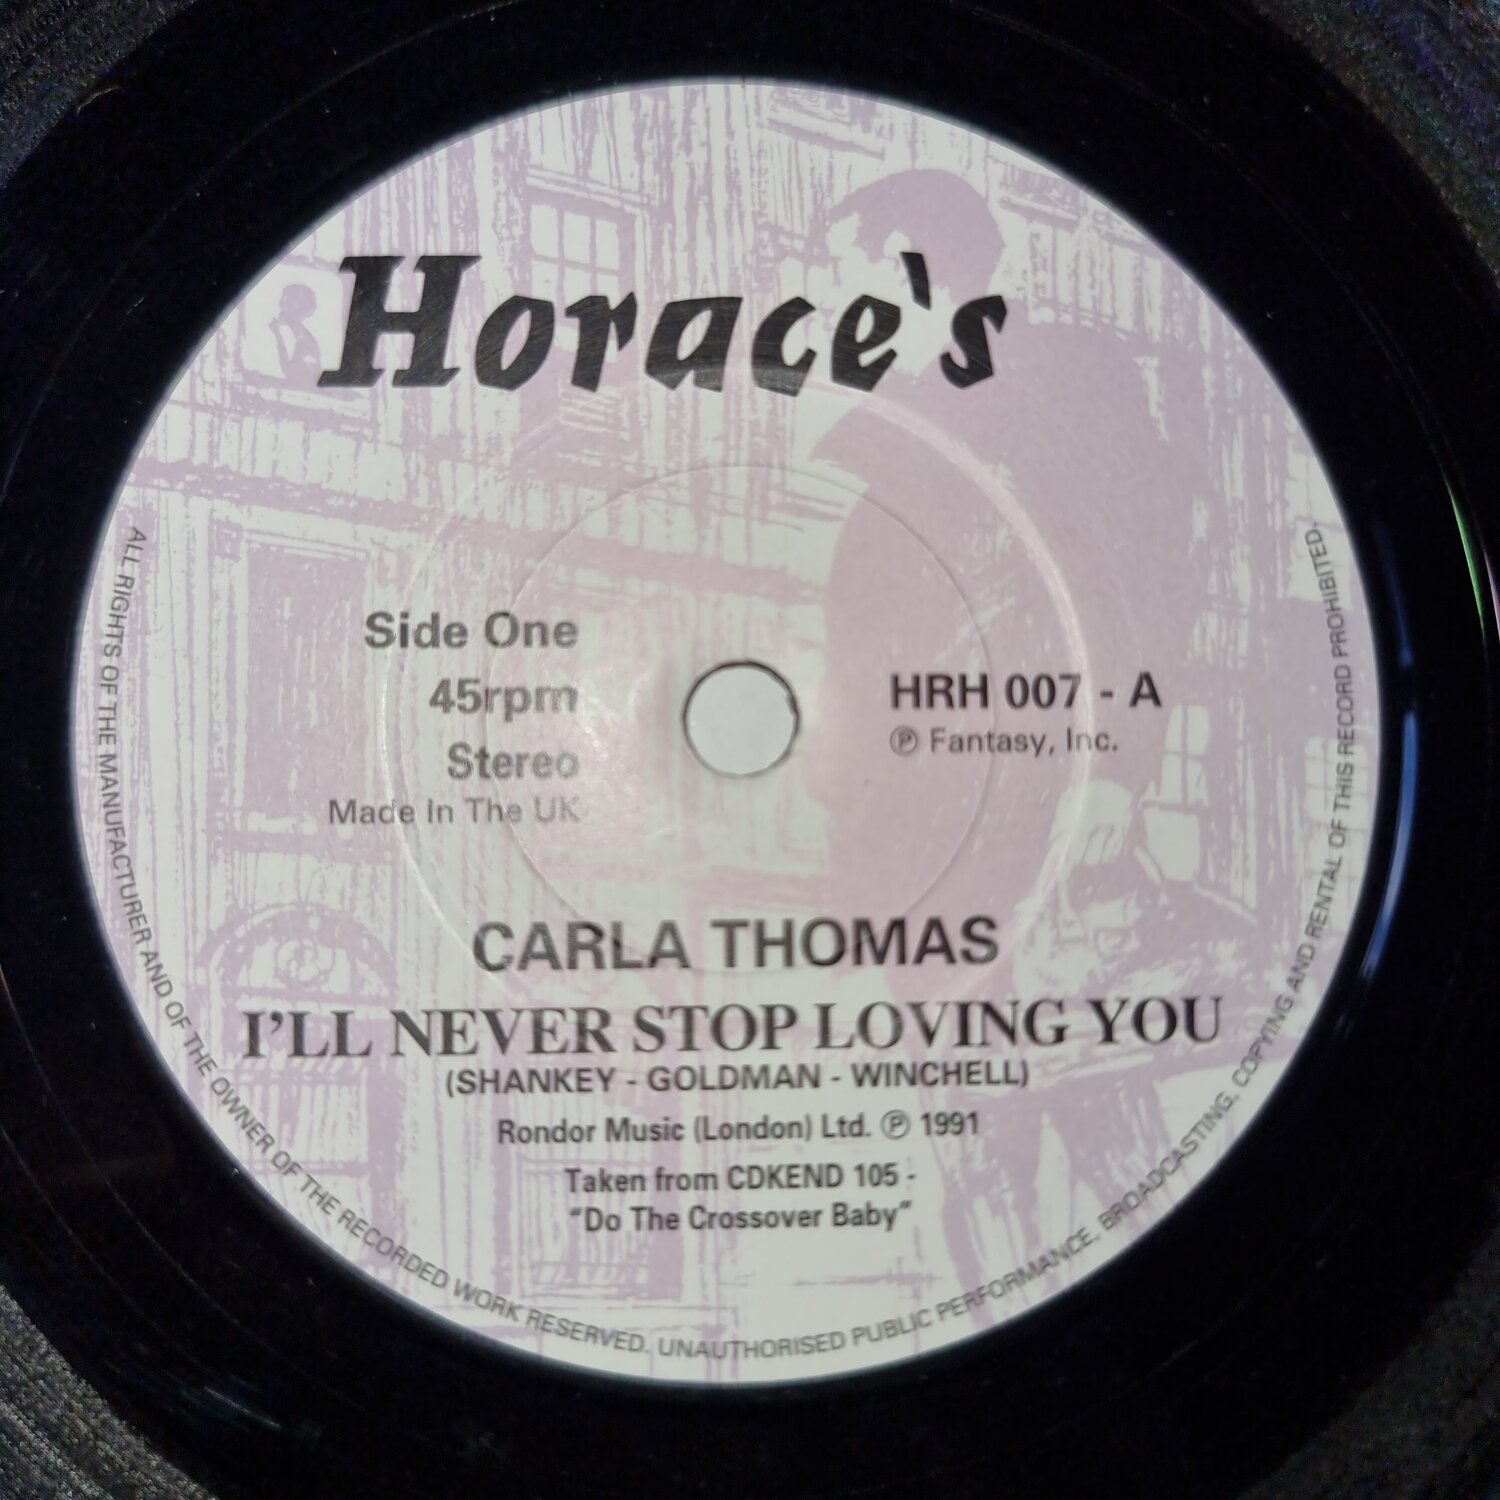 Horace's
Side One
45rpm
Stereo
Made In The UK
HRH 007 - A
℗ Fantasy, Inc.
CARLA THOMAS
I'LL NEVER STOP LOVING YOU
(SHANKEY - GOLDMAN - WINCHELL)
Rondor Music (London) Ltd. ℗ 1991
Taken from CDKEND 105 -
"Do The Crossover Baby"
ALL RIGHTS OF THE MANUFACTURER AND OF THE OWNER OF THE RECORDED WORK RESERVED. UNAUTHORISED PUBLIC PERFORMANCE, BROADCASTING, COPYING AND RENTAL OF THIS RECORD PROHIBITED.